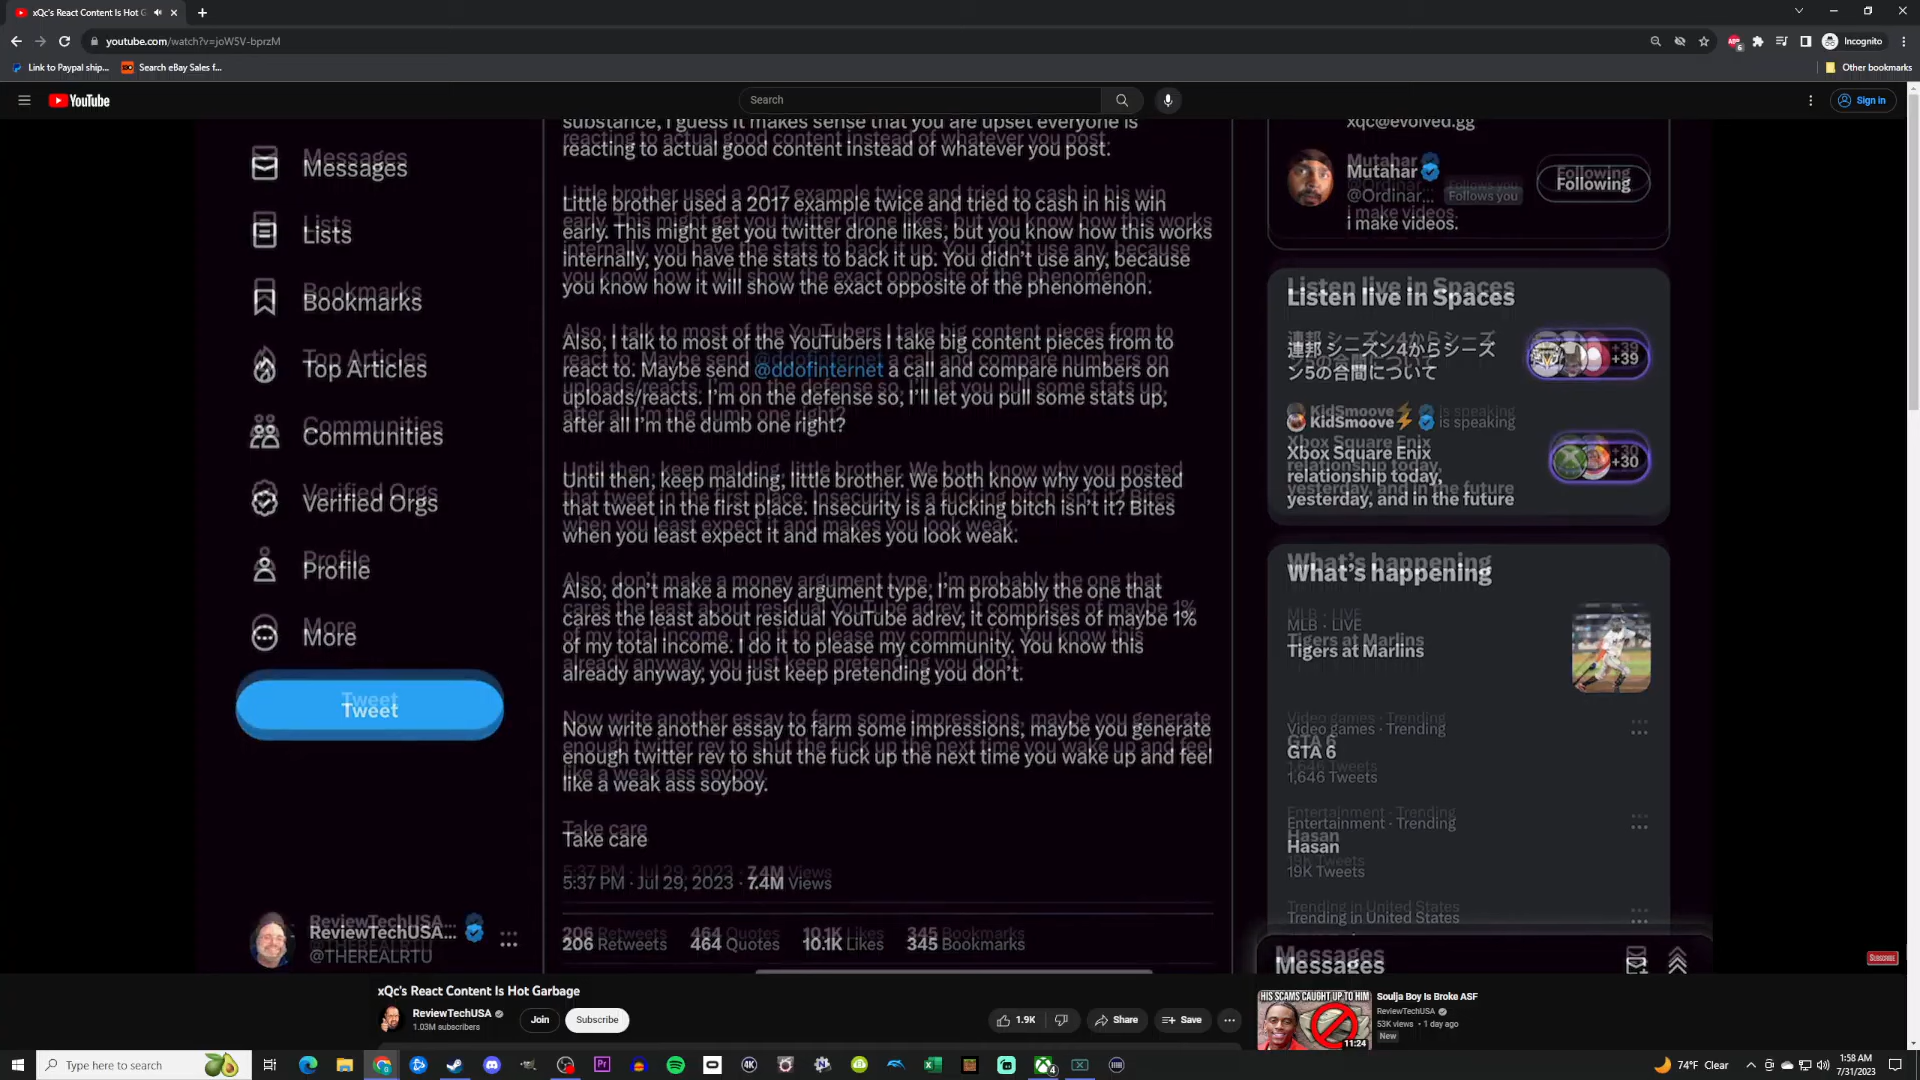 xQc's React Content Is Hot G
youtube.com/watch?v=joW5V-bprzM
Incognito
Link to Paypal ship...
Search eBay Sales f...
Other bookmarks
YouTube
Search
Sign in
Messages
Lists
Bookmarks
Top Articles
Communities
Verified Orgs
Profile
More
Tweet
ReviewTechUSA...
@THEREALRTU
substance, I guess it makes sense that you are upset everyone is
reacting to actual good content instead of whatever you post.
Little brother used a 2017 example twice and tried to cash in his win
early. This might get you twitter drone likes, but you know how this works
internally, you have the stats to back it up. You didn't use any, because
you know how it will show the exact opposite of the phenomenon.
Also, I talk to most of the YouTubers I take big content pieces from to
react to. Maybe send @ddofinternet a call and compare numbers on
uploads/reacts. I'm on the defense so, I'll let you pull some stats up,
after all I'm the dumb one right?
Until then, keep malding, little brother. We both know why you posted
that tweet in the first place. Insecurity is a fucking bitch isn't it? Bites
when you least expect it and makes you look weak.
Also, don't make a money argument type, I'm probably the one that
cares the least about residual YouTube adrev, it comprises of maybe 1%
of my total income. I do it to please my community. You know this
already anyway, you just keep pretending you don't.
Now write another essay to farm some impressions, maybe you generate
enough twitter rev to shut the fuck up the next time you wake up and feel
like a weak ass soyboy.
Take care
5:37 PM · Jul 29, 2023 · 7.4M Views
206 Retweets 464 Quotes 10.1K Likes 345 Bookmarks
xqc@evolved.gg
Mutahar
@Ordinar... Follows you
Following
i make videos.
Listen live in Spaces
連邦 シーズン4からシーズ
ン5の合間について
+39
KidSmoove⚡ is speaking
Xbox Square Enix
relationship today,
yesterday, and in the future
+30
What's happening
MLB · LIVE
Tigers at Marlins
Video games · Trending
GTA 6
1,646 Tweets
Entertainment · Trending
Hasan
19K Tweets
Trending in United States
Messages
SUBSCRIBE
xQc's React Content Is Hot Garbage
ReviewTechUSA
1.03M subscribers
Join
Subscribe
1.9K
Share
Save
HIS SCAMS CAUGHT UP TO HIM
11:24
Soulja Boy Is Broke ASF
ReviewTechUSA
53K views • 1 day ago
New
Type here to search
74°F Clear
1:58 AM
7/31/2023